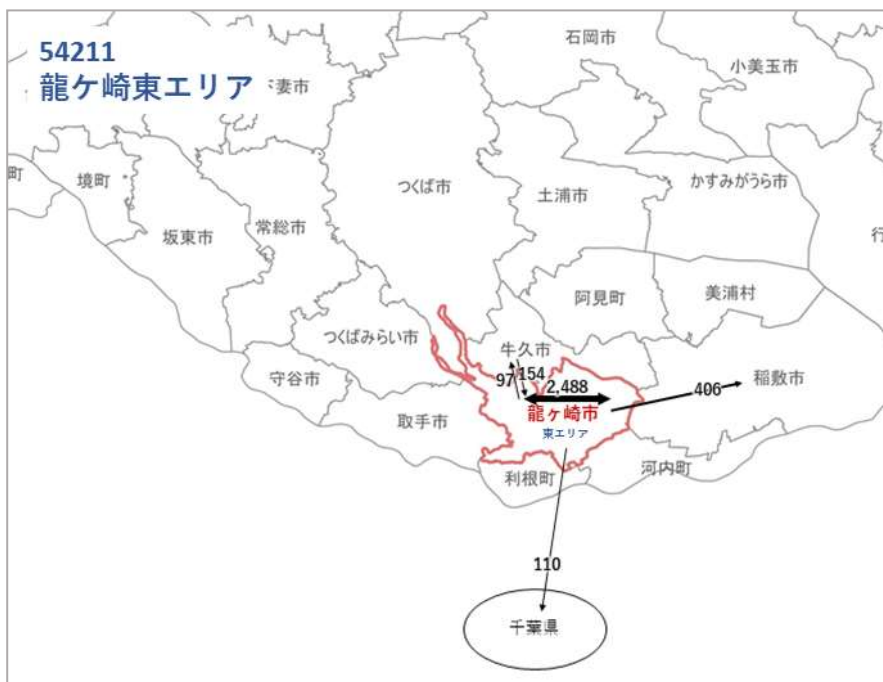 54211
龍ケ崎東エリア
妻市
石岡市
小美玉市
町
境町
つくば市
土浦市
かすみがうら市
坂東市
常総市
行
阿見町
美浦村
つくばみらい市
牛久市
守谷市
97
154
2,488
406
稲敷市
取手市
龍ヶ崎市
東エリア
利根町
河内町
110
千葉県